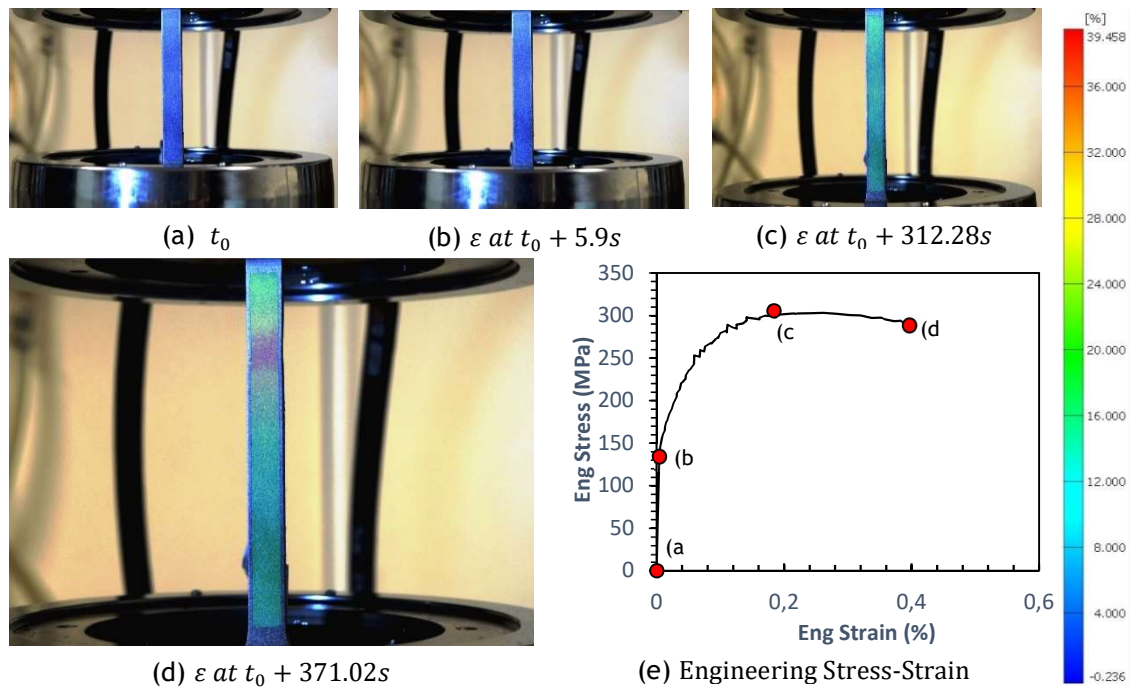 [%]
39.458
36.000
32.000
28.000
24.000
20.000
16.000
12.000
8.000
4.000
-0.236
(a) t₀
(b) ε at t₀ + 5.9s
(c) ε at t₀ + 312.28s
350
300
250
200
150
100
50
0
Eng Stress (MPa)
(a
(b
(c
(d
0
0,2
0,4
0,6
Eng Strain (%)
(d) ε at t₀ + 371.02s
(e) Engineering Stress-Strain